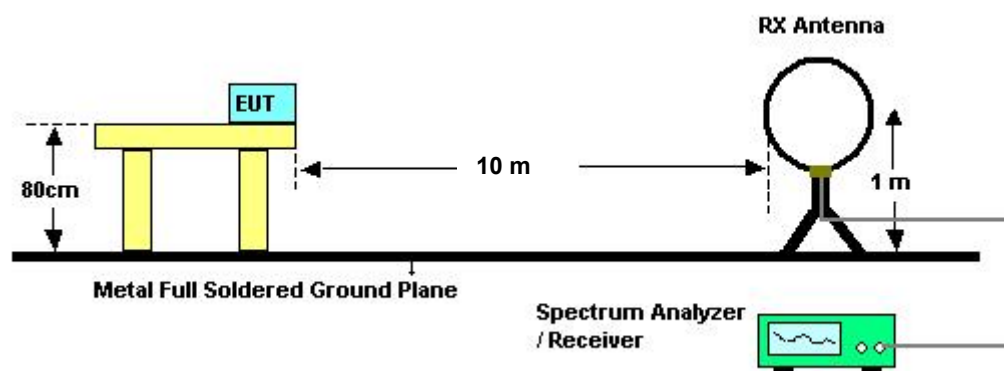 RX Antenna
EUT
10 m
80cm
1 m
Metal Full Soldered Ground Plane
Spectrum Analyzer
/ Receiver